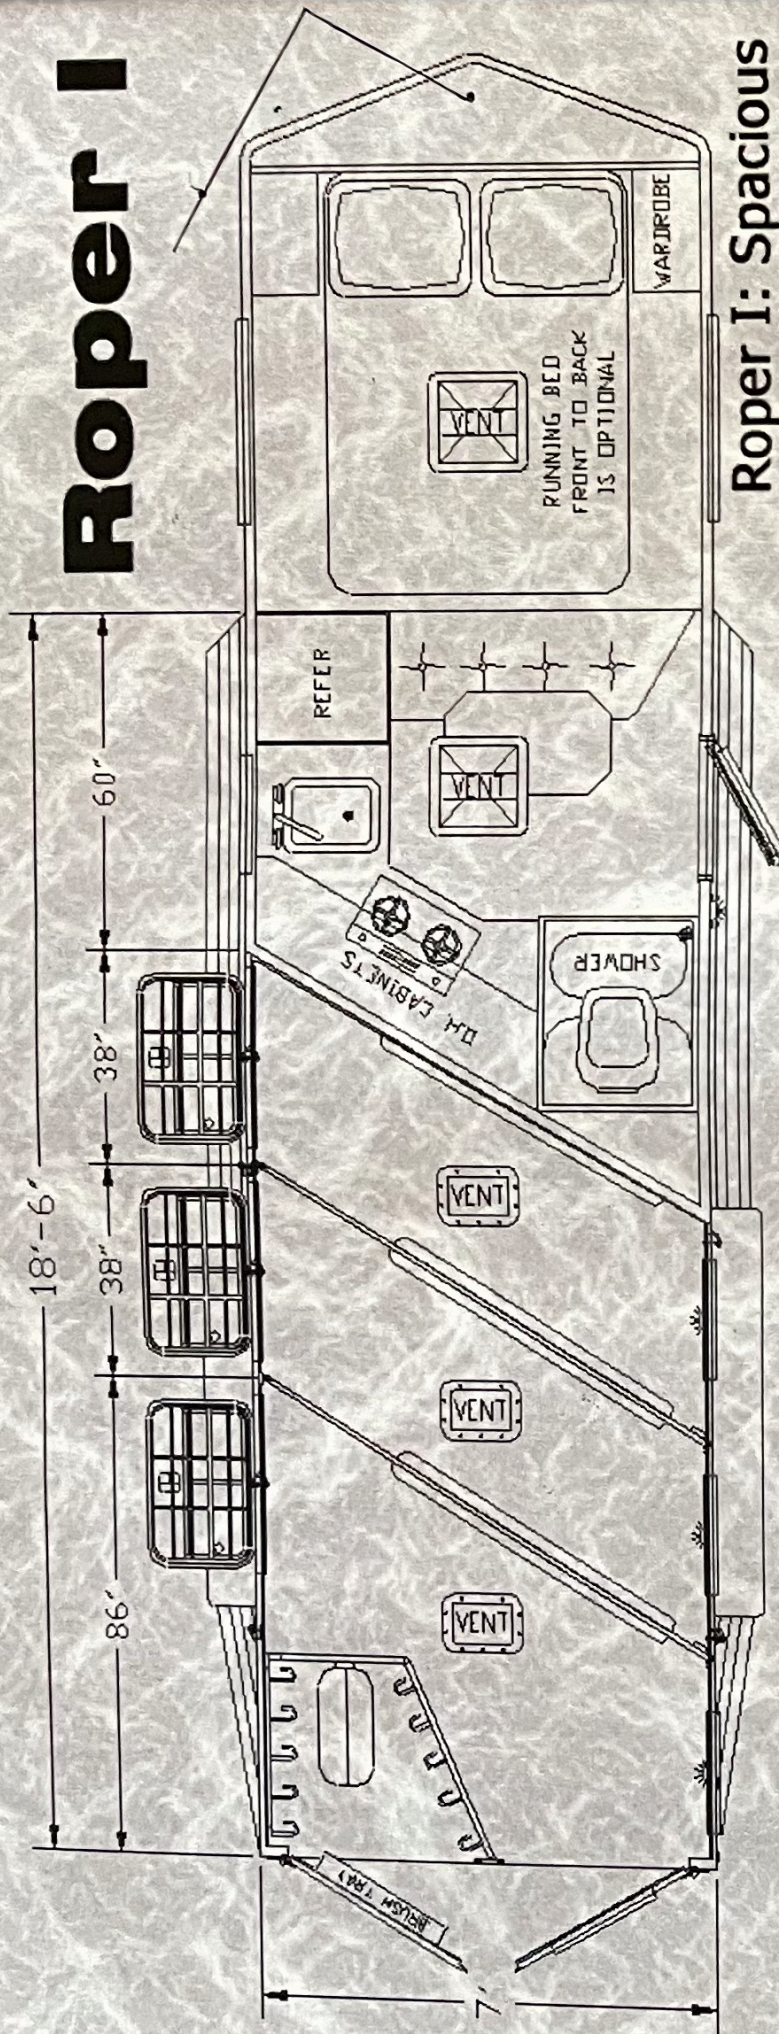 Roper I
18'-6"
86"
38"
38"
60"
7'
BRUSH TRAY
VENT
VENT
VENT
O.H. CABINETS
SHOWER
REFER
VENT
VENT
RUNNING BED
FRONT TO BACK
IS OPTIONAL
WARDROBE
Roper I: Spacious